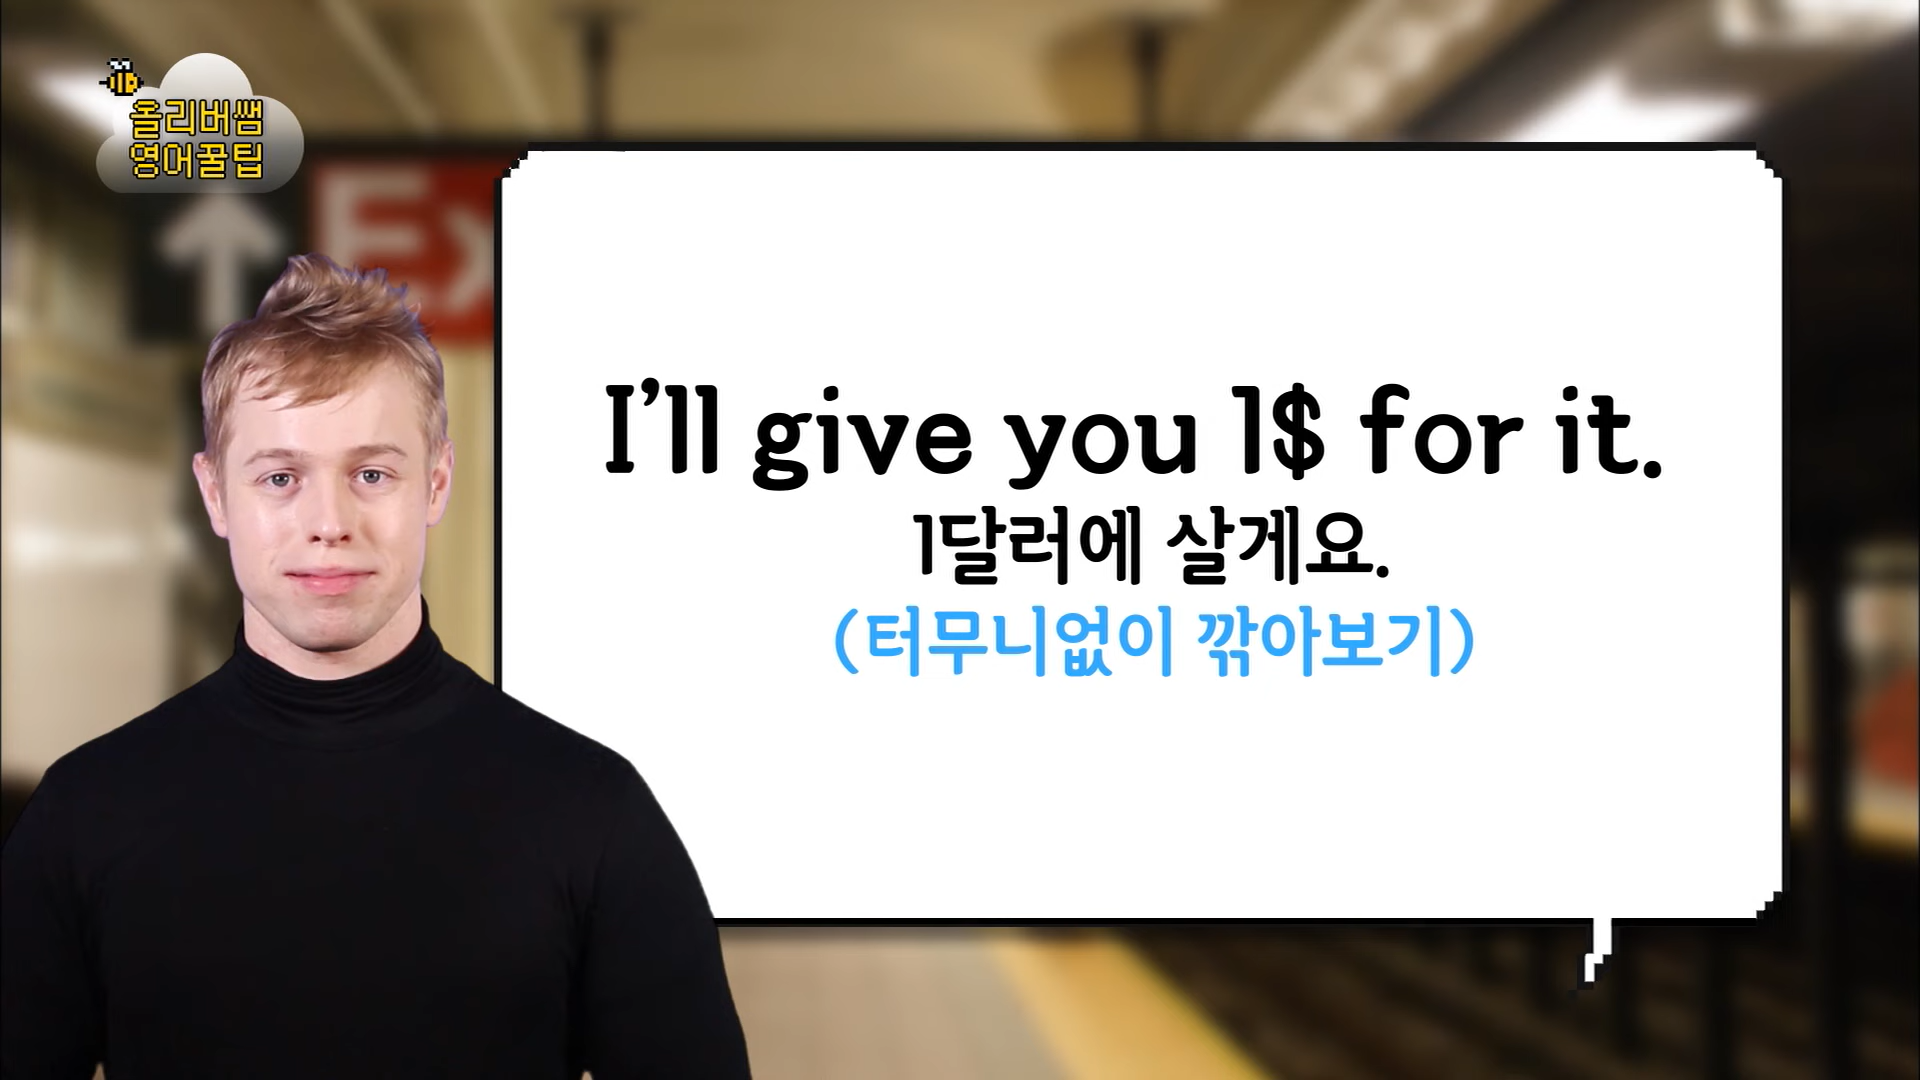 올리버쌤
영어꿀팁
Ex
I'll give you 1$ for it.
1달러에 살게요.
(터무니없이 깎아보기)